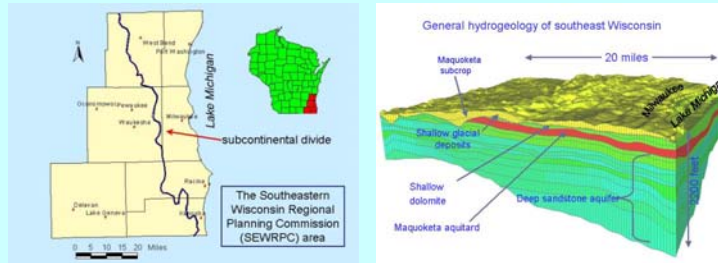 N
West Bend
Port Washington
Lake Michigan
Oconomowoc
Pewaukee
Waukesha
Milwaukee
subcontinental divide
Racine
Delavan
Lake Geneva
Kenosha
The Southeastern
Wisconsin Regional
Planning Commission
(SEWRPC) area
0 5 10 15 20
Miles
General hydrogeology of southeast Wisconsin
20 miles
Maquoketa
subcrop
Milwaukee
Lake Michigan
Shallow glacial
deposits
Shallow
dolomite
Deep sandstone aquifer
Maquoketa aquitard
2200 feet